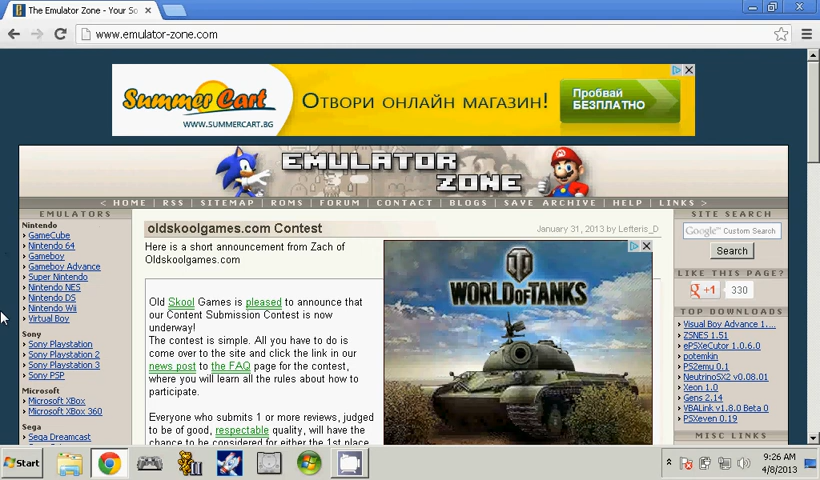 The Emulator Zone - Your So
www.emulator-zone.com
Summer Cart
WWW.SUMMERCART.BG
ОТВОРИ ОНЛАЙН МАГАЗИН!
Пробвай
БЕЗПЛАТНО
EMULATOR
ZONE
< HOME | RSS | SITEMAP | ROMS | FORUM | CONTACT | BLOGS | SAVE ARCHIVE | HELP | LINKS >
EMULATORS
Nintendo
GameCube
Nintendo 64
Gameboy
Gameboy Advance
Super Nintendo
Nintendo NES
Nintendo DS
Nintendo Wii
Virtual Boy
Sony
Sony Playstation
Sony Playstation 2
Sony Playstation 3
Sony PSP
Microsoft
Microsoft XBox
Microsoft XBox 360
Sega
Sega Dreamcast
oldskoolgames.com Contest
January 31, 2013 by Lefteris_D
Here is a short announcement from Zach of
Oldskoolgames.com
Old Skool Games is pleased to announce that
our Content Submission Contest is now
underway!
The contest is simple. All you have to do is
come over to the site and click the link in our
news post to the FAQ page for the contest,
where you will learn all the rules about how to
participate.
Everyone who submits 1 or more reviews, judged
to be of good, respectable quality, will have the
chance to be considered for either the 1st place
WORLD OF TANKS
SITE SEARCH
Google™ Custom Search
Search
LIKE THIS PAGE?
g +1 330
TOP DOWNLOADS
Visual Boy Advance 1....
ZSNES 1.51
ePSXeCutor 1.0.6.0
potemkin
PS2emu 0.1
NeutrinoSX2 v0.08.01
Xeon 1.0
Gens 2.14
VBALink v1.8.0 Beta 0
PSXeven 0.19
MISC LINKS
Start
9:26 AM
4/8/2013